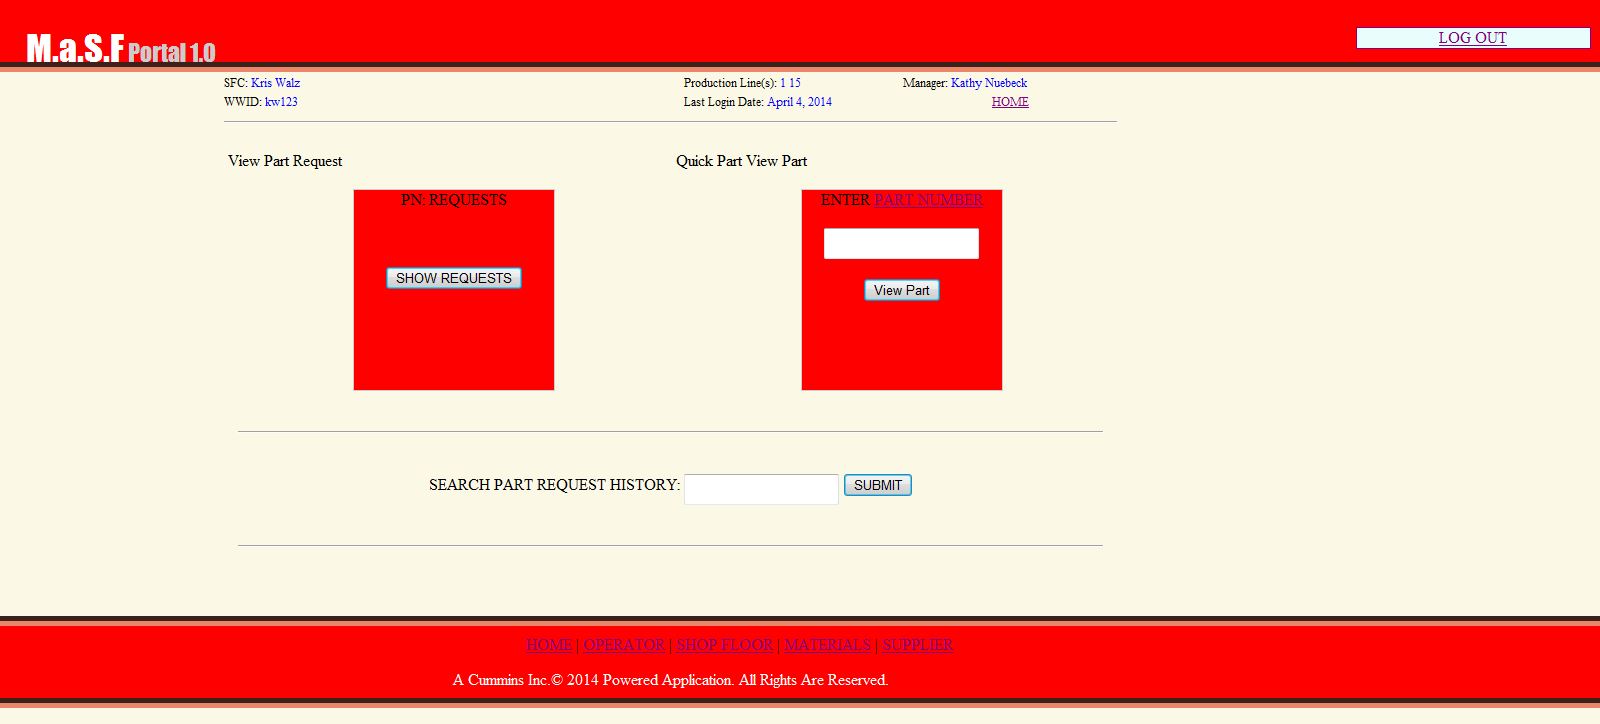 M.a.S.F Portal 1.0
LOG OUT
SFC: Kris Walz
Production Line(s): 1 15
Manager: Kathy Nuebeck
WWID: kw123
Last Login Date: April 4, 2014
HOME
View Part Request
Quick Part View Part
PN: REQUESTS
SHOW REQUESTS
ENTER PART NUMBER
View Part
SEARCH PART REQUEST HISTORY:
SUBMIT
HOME | OPERATOR | SHOP FLOOR | MATERIALS | SUPPLIER
A Cummins Inc.© 2014 Powered Application. All Rights Are Reserved.